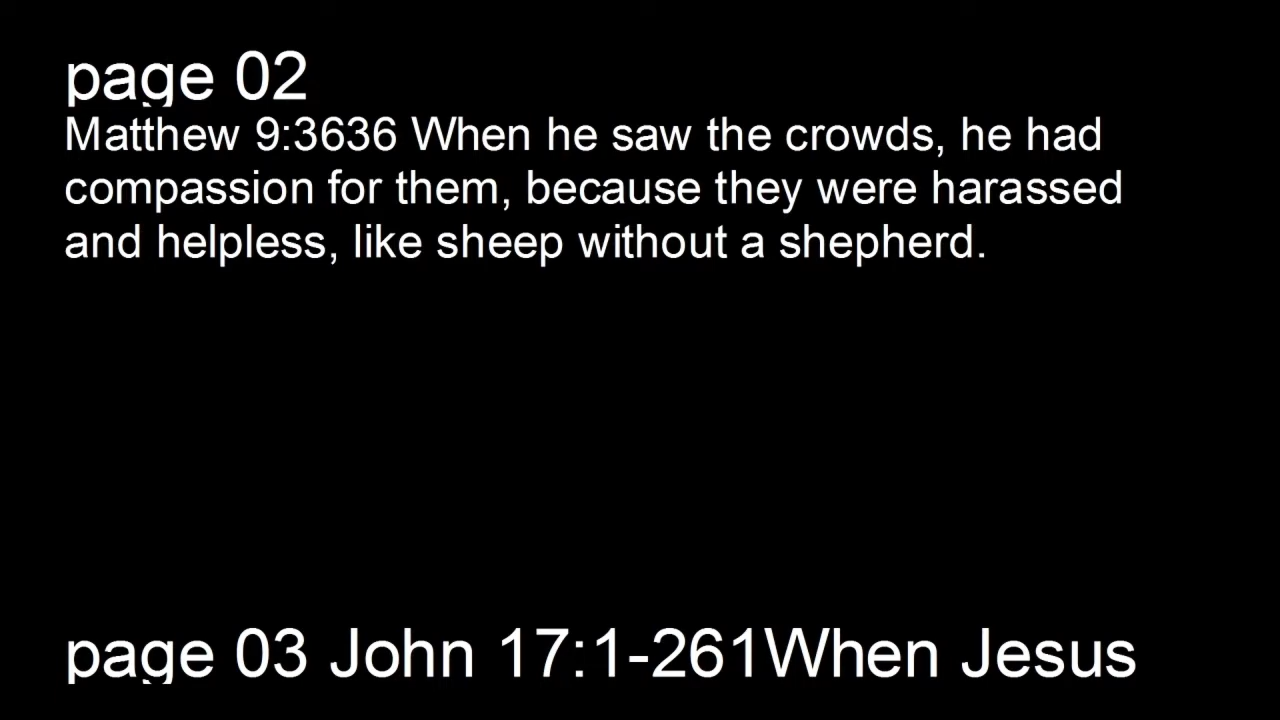 page 02
Matthew 9:3636 When he saw the crowds, he had
compassion for them, because they were harassed
and helpless, like sheep without a shepherd.
page 03 John 17:1-261When Jesus